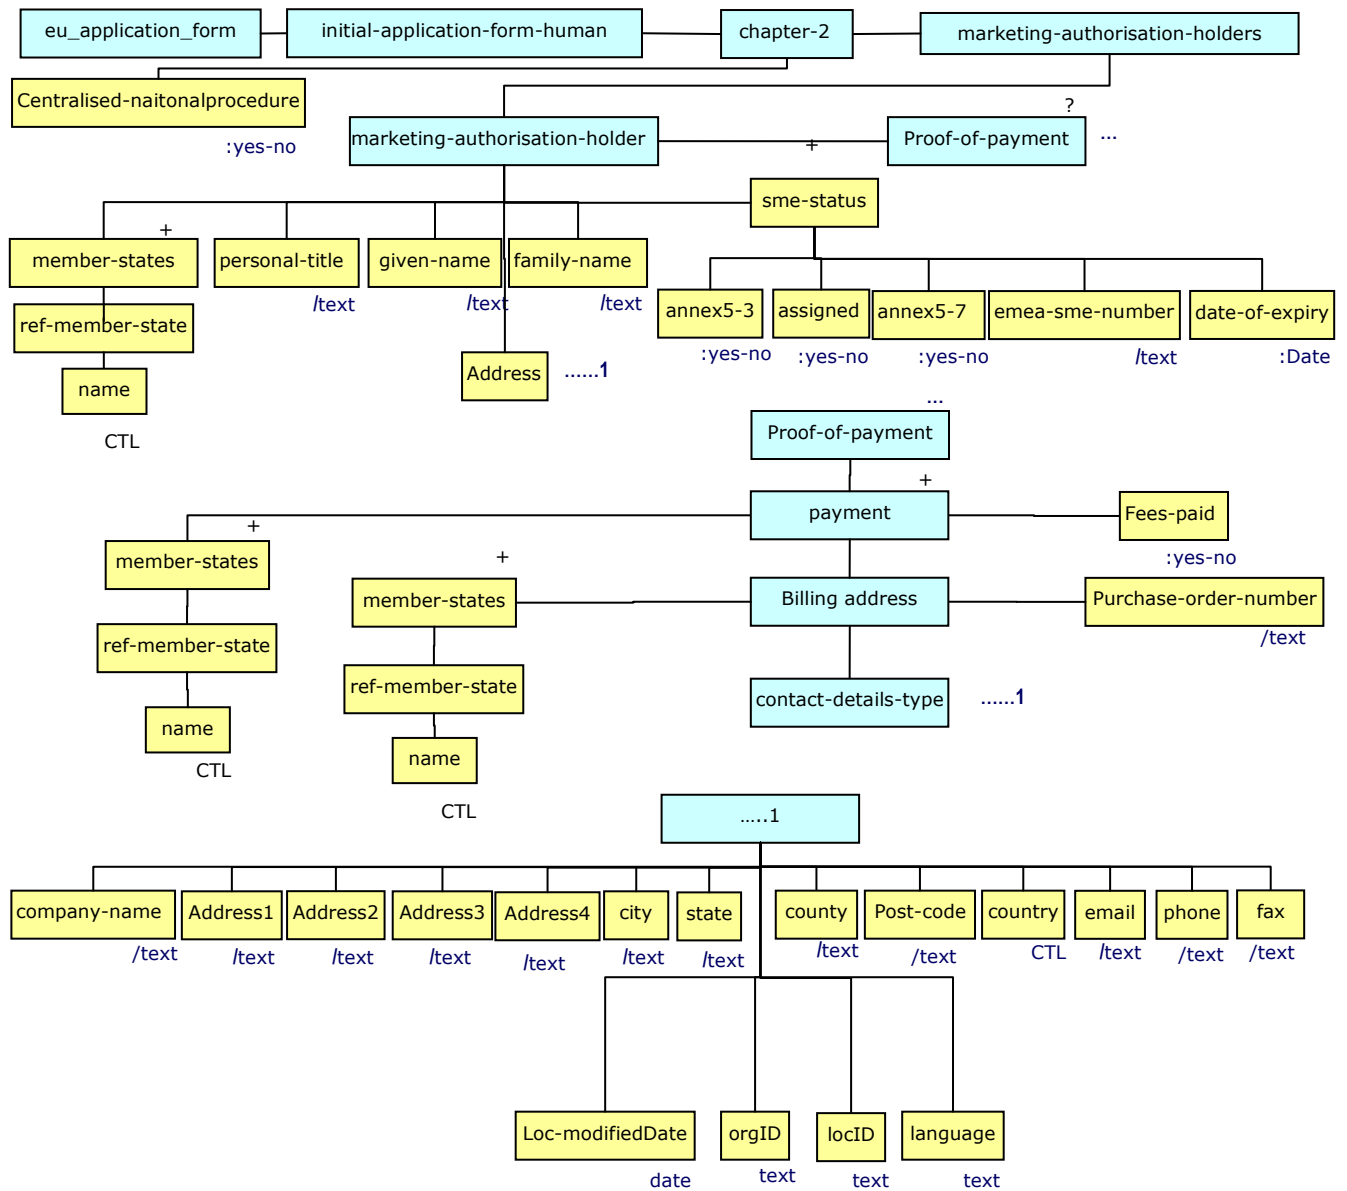 eu_application_form
initial-application-form-human
chapter-2
marketing-authorisation-holders
Centralised-naitonalprocedure
:yes-no
marketing-authorisation-holder
+
?
Proof-of-payment
...
sme-status
+
member-states
personal-title
given-name
family-name
/text
/text
/text
ref-member-state
name
CTL
Address
......1
annex5-3
assigned
annex5-7
emea-sme-number
date-of-expiry
:yes-no
:yes-no
:yes-no
/text
:Date
...
Proof-of-payment
+
payment
Fees-paid
:yes-no
+
member-states
ref-member-state
name
CTL
+
member-states
ref-member-state
name
CTL
Billing address
Purchase-order-number
/text
contact-details-type
......1
.....1
company-name
Address1
Address2
Address3
Address4
city
state
county
Post-code
country
email
phone
fax
/text
/text
/text
/text
/text
/text
/text
/text
/text
CTL
/text
/text
/text
Loc-modifiedDate
orgID
locID
language
date
text
text
text